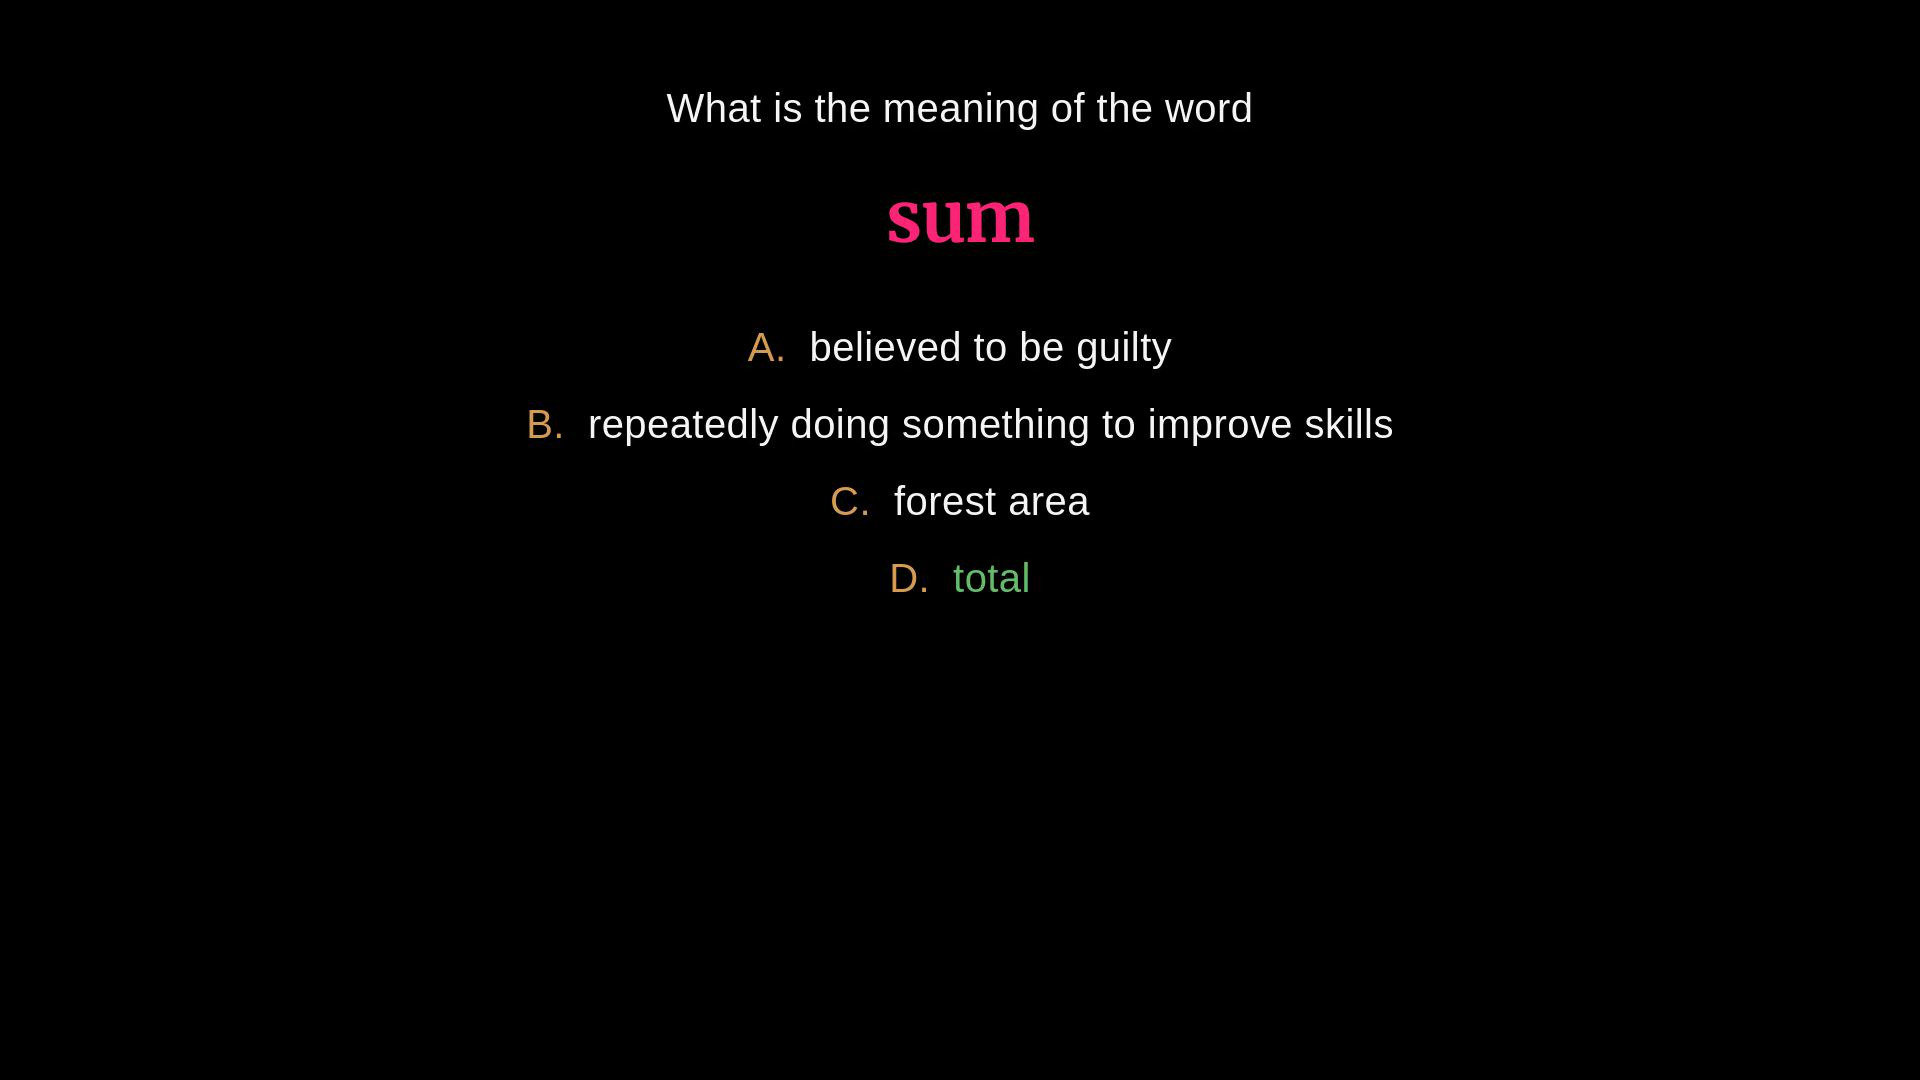 What is the meaning of the word
sum
A. believed to be guilty
B. repeatedly doing something to improve skills
C. forest area
D. total